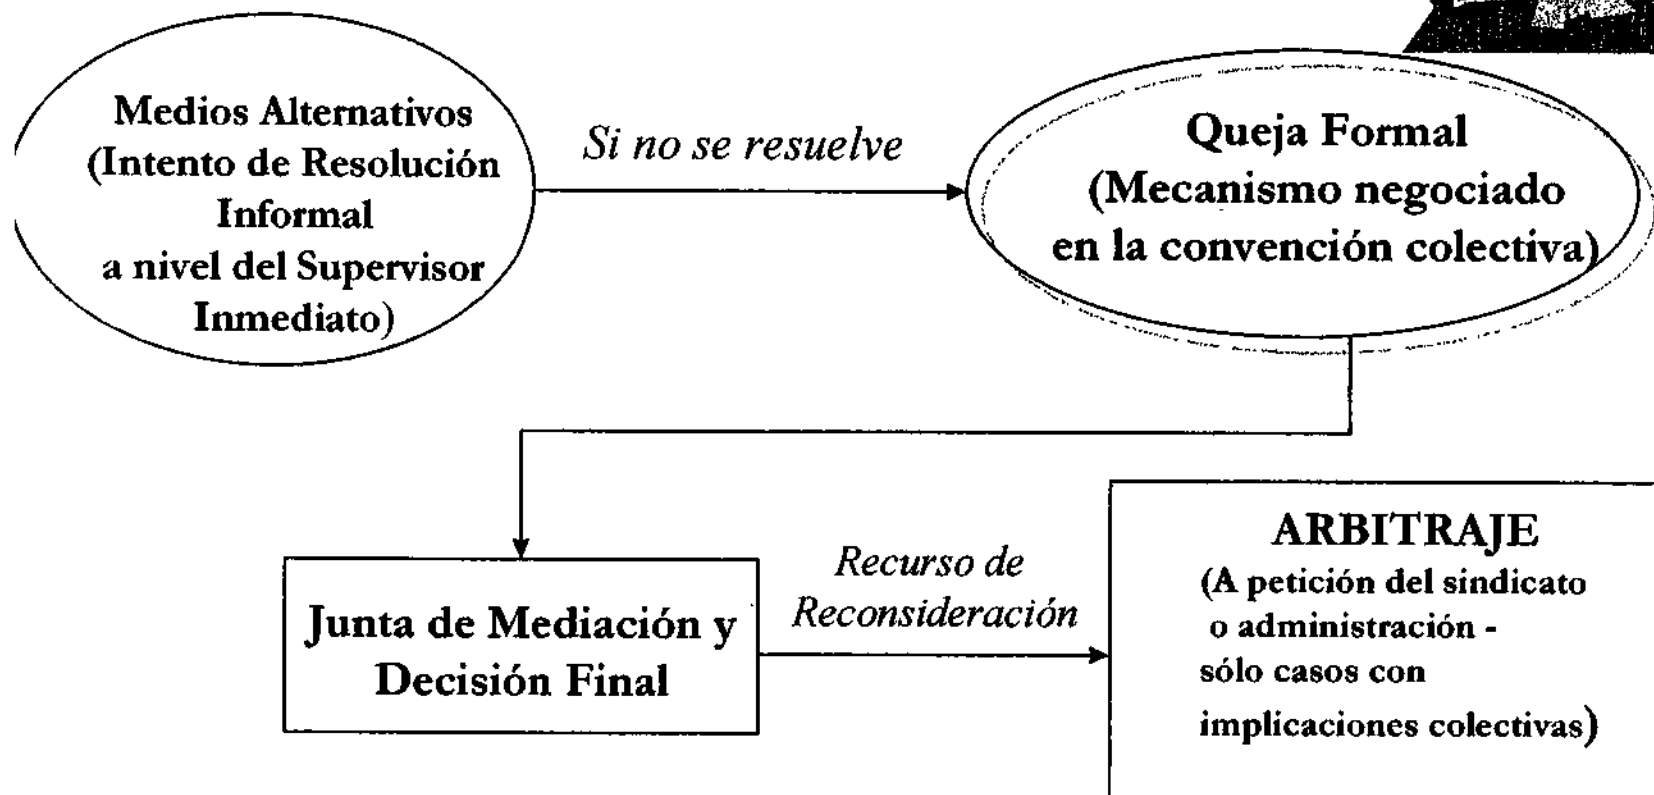 Medios Alternativos
(Intento de Resolución
Informal
a nivel del Supervisor
Inmediato)
Si no se resuelve
Queja Formal
(Mecanismo negociado
en la convención colectiva)
Junta de Mediación y
Decisión Final
Recurso de
Reconsideración
ARBITRAJE
(A petición del sindicato
o administración -
sólo casos con
implicaciones colectivas)